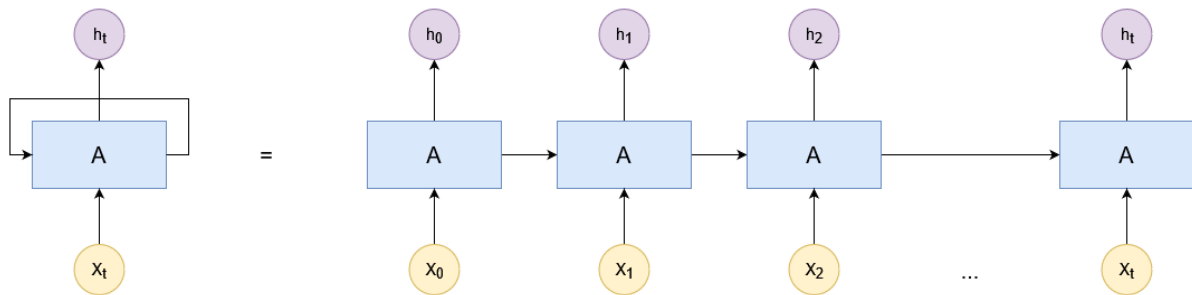 hₜ h₀ h₁ h₂ hₜ
A = A A A A
Xₜ X₀ X₁ X₂ ... Xₜ